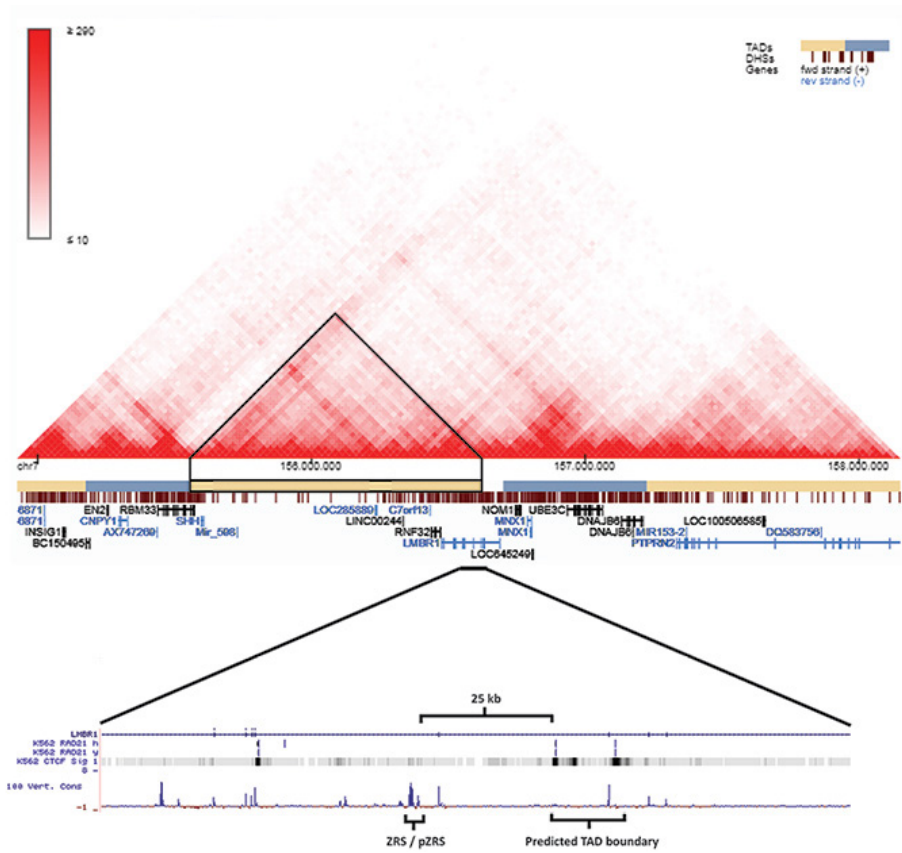 ≥ 290
≤ 10
TADs
DHSs
Genes
fwd strand (+)
rev strand (-)
chr7
156.000.000
157.000.000
158.000.000
6871 EN2 RBM33 LOC285889 C7orf13 NOM1 UBE3C
6871 CNPY1 SHH LINC00244 MNX1 DNAJB6 LOC100506585
INSIG1 AX747269 Mir_598 RNF32 MNX1 DNAJB6 MIR153-2 DQ583756
BC150495 LMBR1 PTPRN2
LOC645249
25 kb
LMBR1
K562 RAD21 h
K562 RAD21 y
K562 CTCF Sig 1
0
100 Vert. Cons
-1
ZRS / pZRS
Predicted TAD boundary